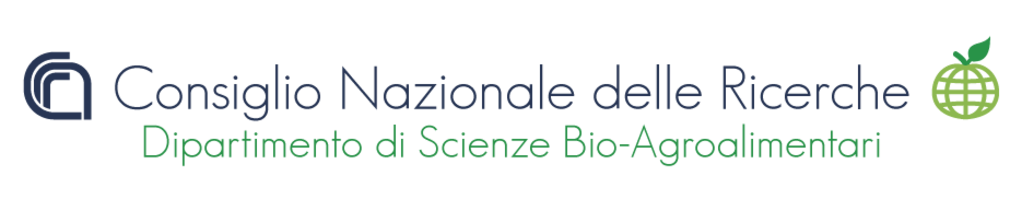 Consiglio Nazionale delle Ricerche
Dipartimento di Scienze Bio-Agroalimentari